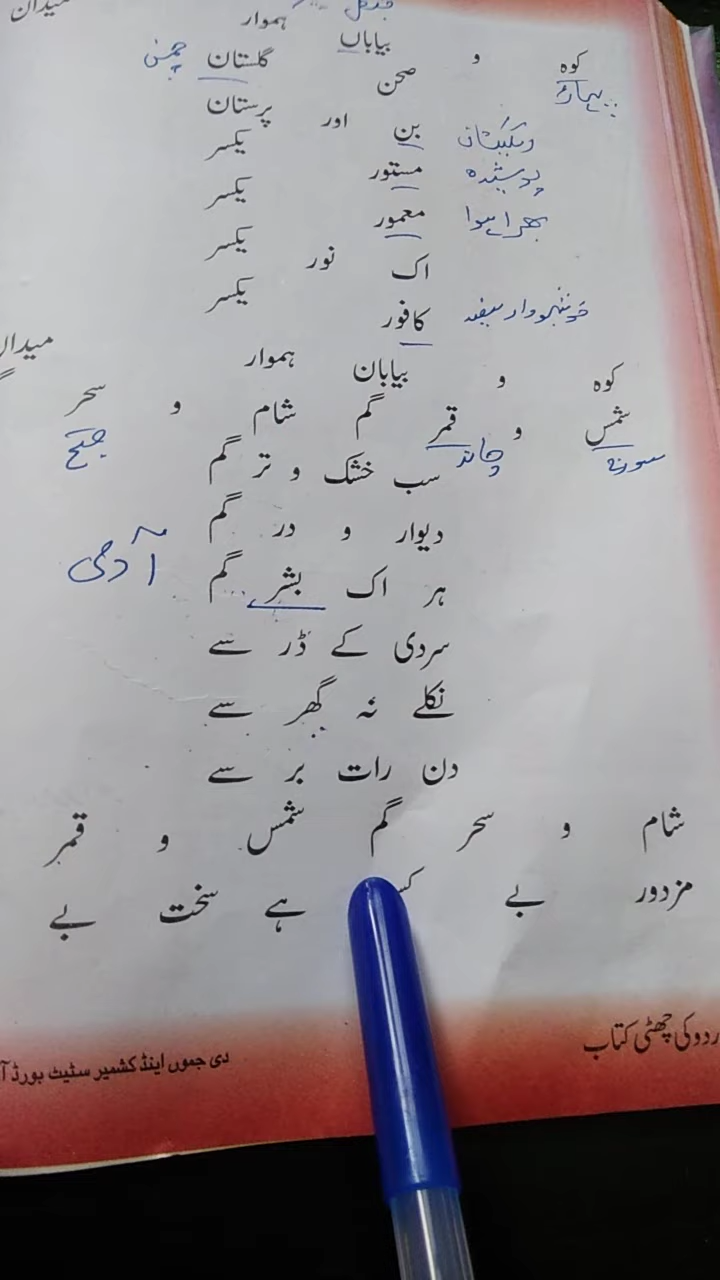 میدان ہموار
کوہ و بیاباں ہموار
پہاڑ
صحن گلستان چمن
بن اور پرستان
مستور یکسر پوشیدہ
معمور یکسر بھرا ہوا
اک نور یکسر
کافور یکسر خوشبودار سفید
کوہ و بیابان ہموار
شمس و قمر گم شام و سحر
چاند صبح
سب خشک و تر گم
دیوار و در گم
ہر اک بشر گم آدمی
سردی کے ڈر سے
نکلے نہ گھر سے
دن رات بر سے
شام و سحر گم شمس و قمر
مزدور بے ہے سخت بے
اردو کی چھٹی کتاب
دی جموں اینڈ کشمیر سٹیٹ بورڈ آ